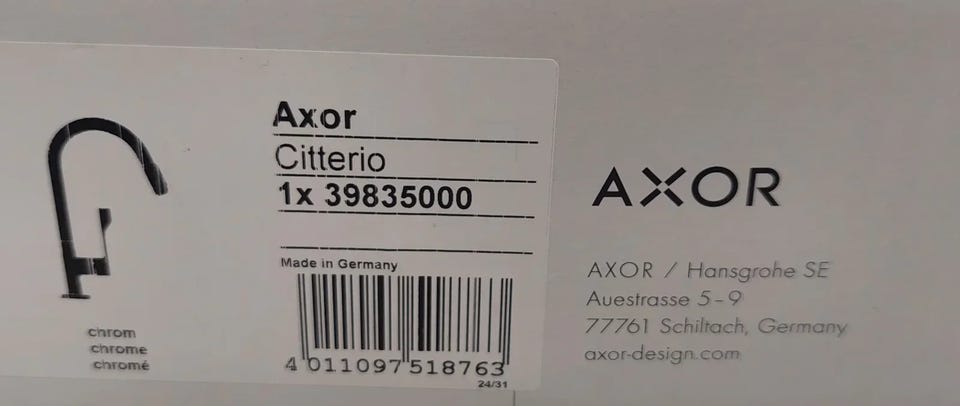 Axor
Citterio
1x 39835000
Made in Germany
4 011097 518763
24/31
chrom
chrome
chromé
AXOR
AXOR / Hansgrohe SE
Auestrasse 5-9
77761 Schiltach, Germany
axor-design.com